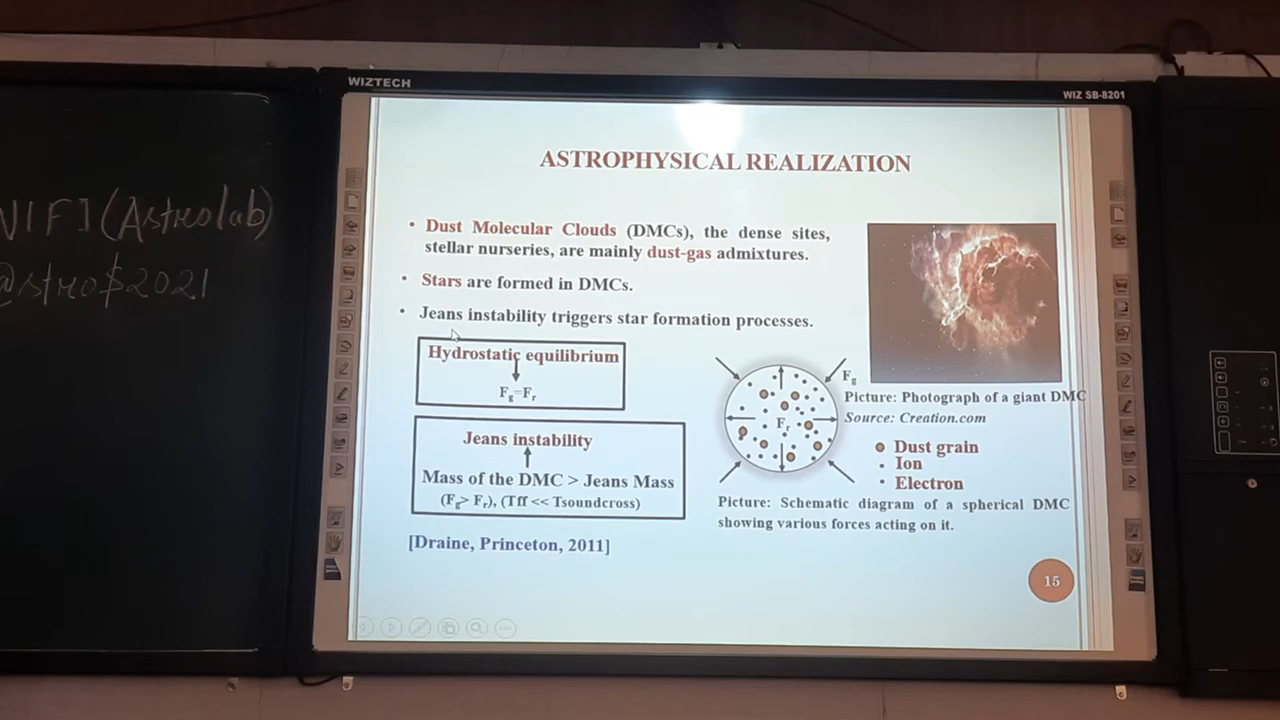 WIZTECH
WIZ SB-8201
(Astrolab)
ASTROPHYSICAL REALIZATION
• Dust Molecular Clouds (DMCs), the dense sites,
stellar nurseries, are mainly dust-gas admixtures.
• Stars are formed in DMCs.
• Jeans instability triggers star formation processes.
Hydrostatic equilibrium
Fg=Fr
Jeans instability
Mass of the DMC > Jeans Mass
(Fg> Fr), (Tff << Tsoundcross)
[Draine, Princeton, 2011]
Fg
Fr
Picture: Photograph of a giant DMC
Source: Creation.com
Dust grain
Ion
Electron
Picture: Schematic diagram of a spherical DMC
showing various forces acting on it.
15